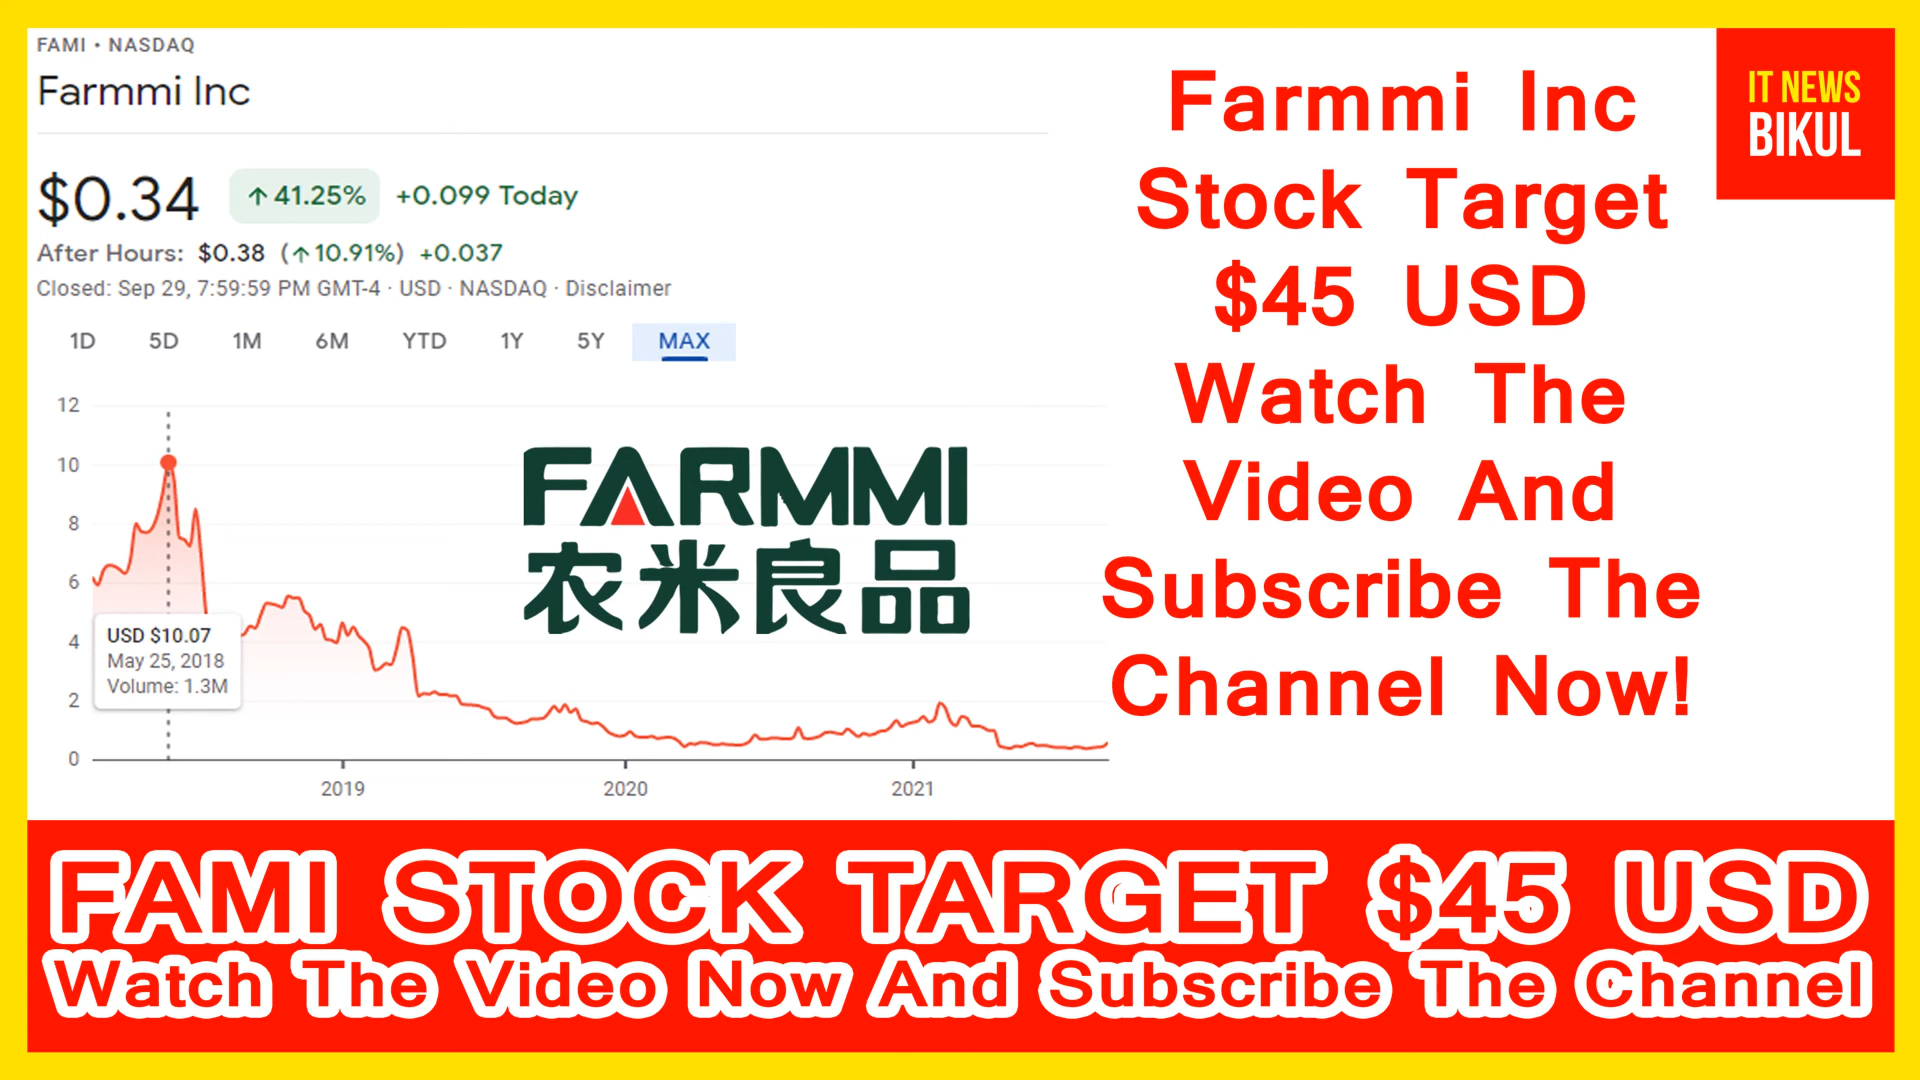 FAMI • NASDAQ
Farmmi Inc
$0.34 ↑ 41.25% +0.099 Today
After Hours: $0.38 (↑ 10.91%) +0.037
Closed: Sep 29, 7:59:59 PM GMT-4 · USD · NASDAQ · Disclaimer
1D 5D 1M 6M YTD 1Y 5Y MAX
12
10
8
6
4
2
0
USD $10.07
May 25, 2018
Volume: 1.3M
2019 2020 2021
FARMMI
农米良品
Farmmi Inc
Stock Target
$45 USD
Watch The
Video And
Subscribe The
Channel Now!
IT NEWS
BIKUL
FAMI STOCK TARGET $45 USD
Watch The Video Now And Subscribe The Channel